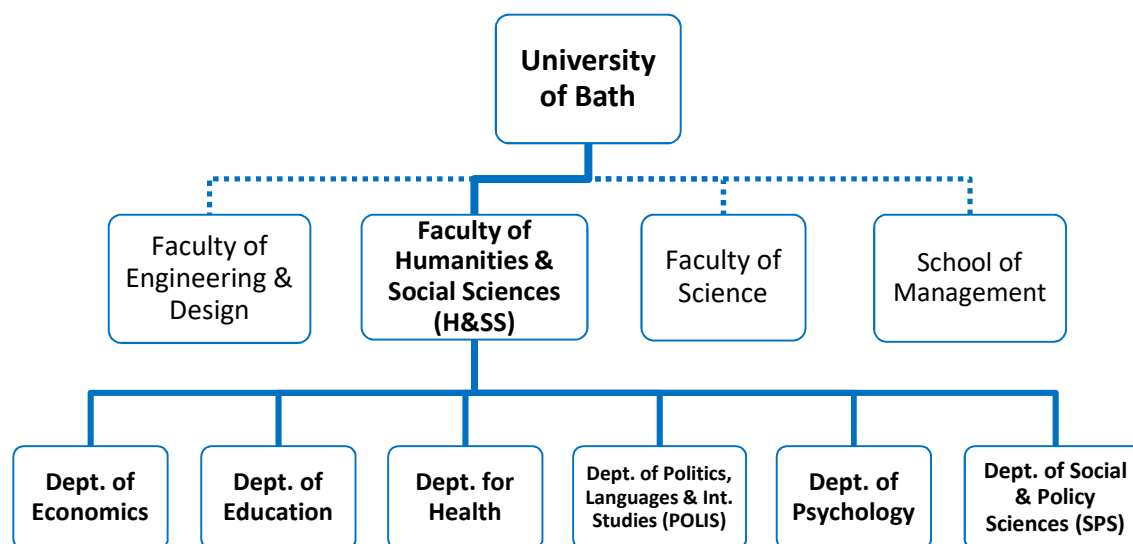 University
of Bath
Faculty of
Engineering &
Design
Faculty of
Humanities &
Social Sciences
(H&SS)
Faculty of
Science
School of
Management
Dept. of
Economics
Dept. of
Education
Dept. for
Health
Dept. of Politics,
Languages & Int.
Studies (POLIS)
Dept. of
Psychology
Dept. of Social
& Policy
Sciences (SPS)